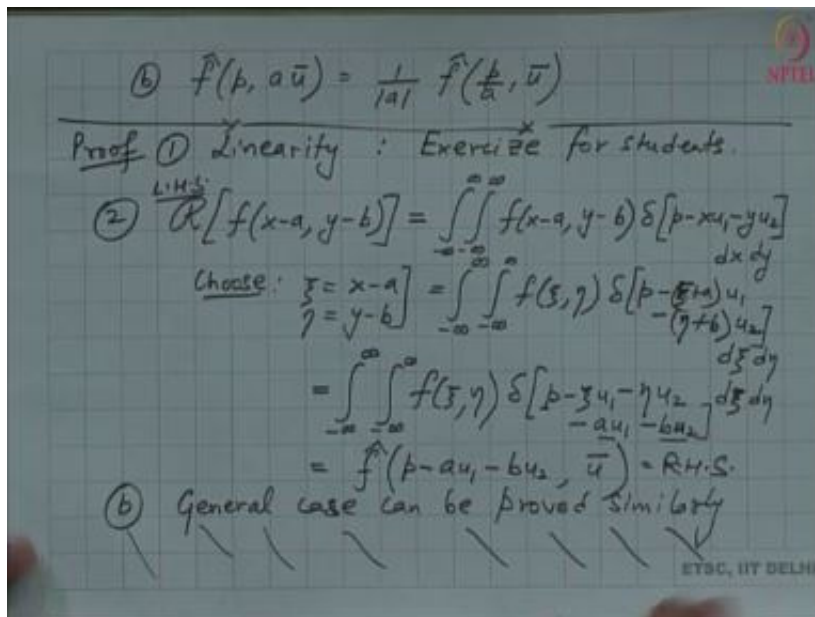 ⓑ f̂(p, aū) = 1/|a| f̂(p/a, ū)
NPTEL
Proof ① Linearity : Exercize for students.
L.H.S.
② R[f(x-a, y-b)] = ∫_{-∞}^{∞} ∫_{-∞}^{∞} f(x-a, y-b) δ[p-xu₁-yu₂] dx dy
Choose: ξ = x-a ] = ∫_{-∞}^{∞} ∫_{-∞}^{∞} f(ξ, η) δ[p-(ξ+a)u₁
η = y-b ] -(η+b)u₂] dξ dη
= ∫_{-∞}^{∞} ∫_{-∞}^{∞} f(ξ, η) δ[p-ξu₁-ηu₂ dξ dη
-au₁ -bu₂]
= f̂(p-au₁-bu₂, ū) = R.H.S.
ⓑ General case can be proved similarly
ETSC, IIT DELHI